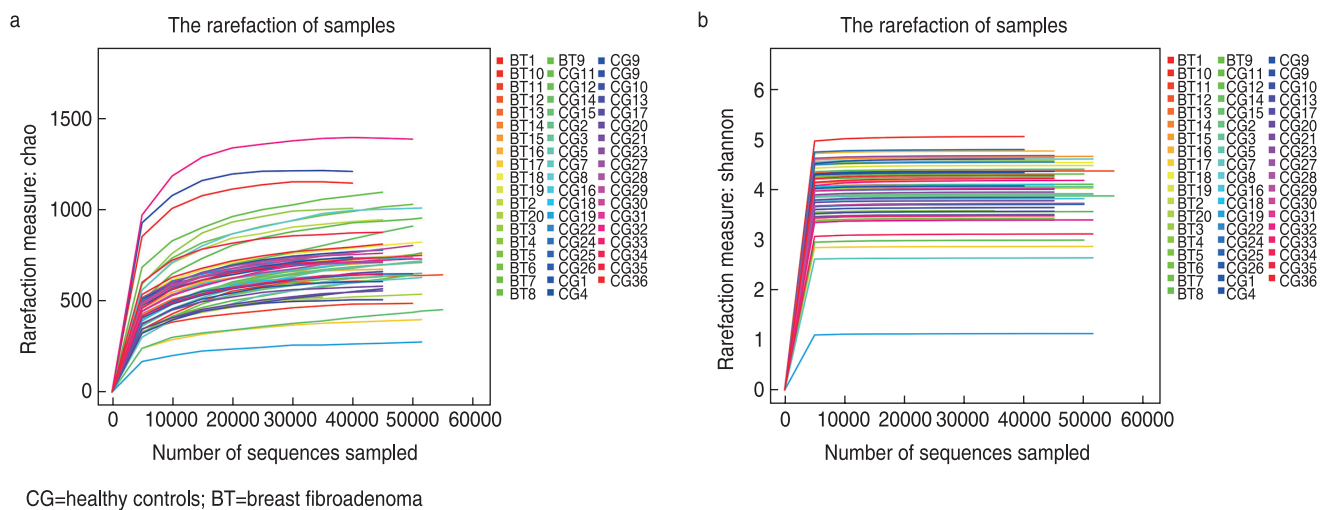 a
The rarefaction of samples
Rarefaction measure: chao
1500
1000
500
0
0 10000 20000 30000 40000 50000 60000
Number of sequences sampled
BT1 BT9 CG9
BT10 CG11 CG9
BT11 CG12 CG10
BT12 CG14 CG13
BT13 CG15 CG17
BT14 CG2 CG20
BT15 CG3 CG21
BT16 CG5 CG23
BT17 CG7 CG27
BT18 CG8 CG28
BT19 CG16 CG29
BT2 CG18 CG30
BT20 CG19 CG31
BT3 CG22 CG32
BT4 CG24 CG33
BT5 CG25 CG34
BT6 CG26 CG35
BT7 CG1 CG36
BT8 CG4
b
The rarefaction of samples
Rarefaction measure: shannon
6
5
4
3
2
1
0
0 10000 20000 30000 40000 50000 60000
Number of sequences sampled
BT1 BT9 CG9
BT10 CG11 CG9
BT11 CG12 CG10
BT12 CG14 CG13
BT13 CG15 CG17
BT14 CG2 CG20
BT15 CG3 CG21
BT16 CG5 CG23
BT17 CG7 CG27
BT18 CG8 CG28
BT19 CG16 CG29
BT2 CG18 CG30
BT20 CG19 CG31
BT3 CG22 CG32
BT4 CG24 CG33
BT5 CG25 CG34
BT6 CG26 CG35
BT7 CG1 CG36
BT8 CG4
CG=healthy controls; BT=breast fibroadenoma